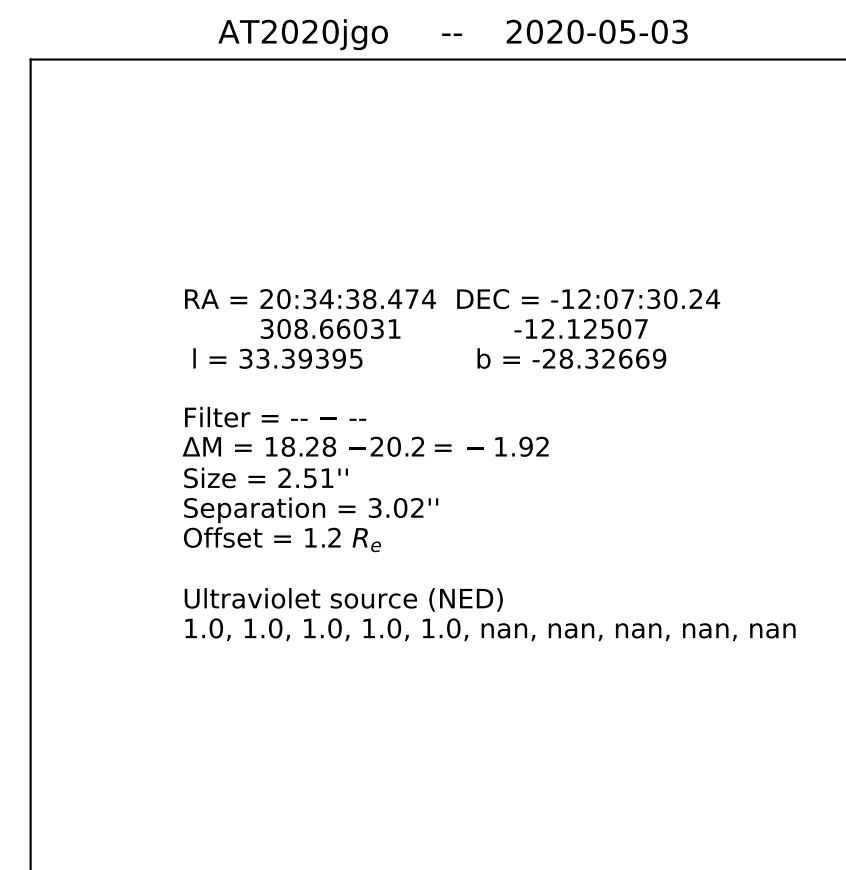 AT2020jgo -- 2020-05-03
RA = 20:34:38.474 DEC = -12:07:30.24
308.66031 -12.12507
l = 33.39395 b = -28.32669
Filter = -- − --
ΔM = 18.28 −20.2 = − 1.92
Size = 2.51''
Separation = 3.02''
Offset = 1.2 Re
Ultraviolet source (NED)
1.0, 1.0, 1.0, 1.0, 1.0, nan, nan, nan, nan, nan